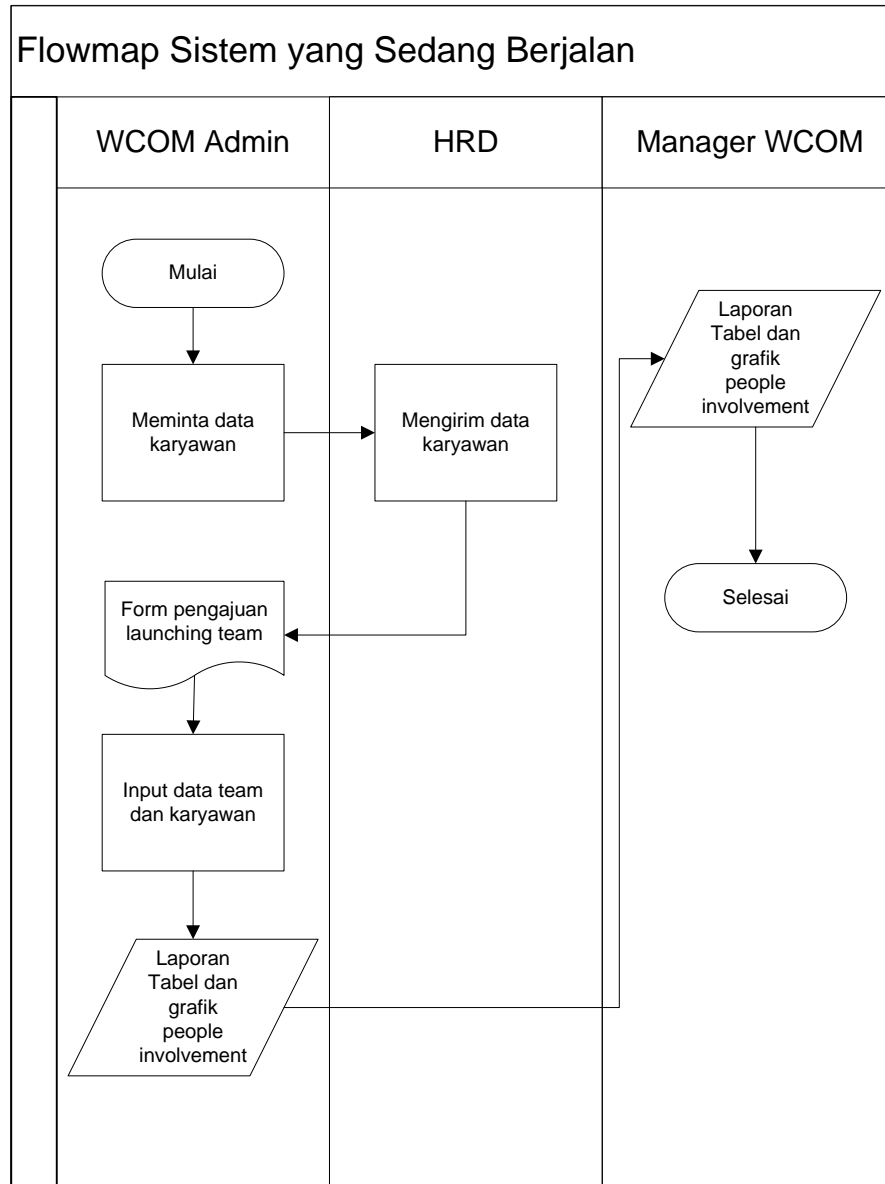 Flowmap Sistem yang Sedang Berjalan
WCOM Admin
HRD
Manager WCOM
Mulai
Meminta data
karyawan
Mengirim data
karyawan
Form pengajuan
launching team
Input data team
dan karyawan
Laporan
Tabel dan
grafik
people
involvement
Laporan
Tabel dan
grafik
people
involvement
Selesai